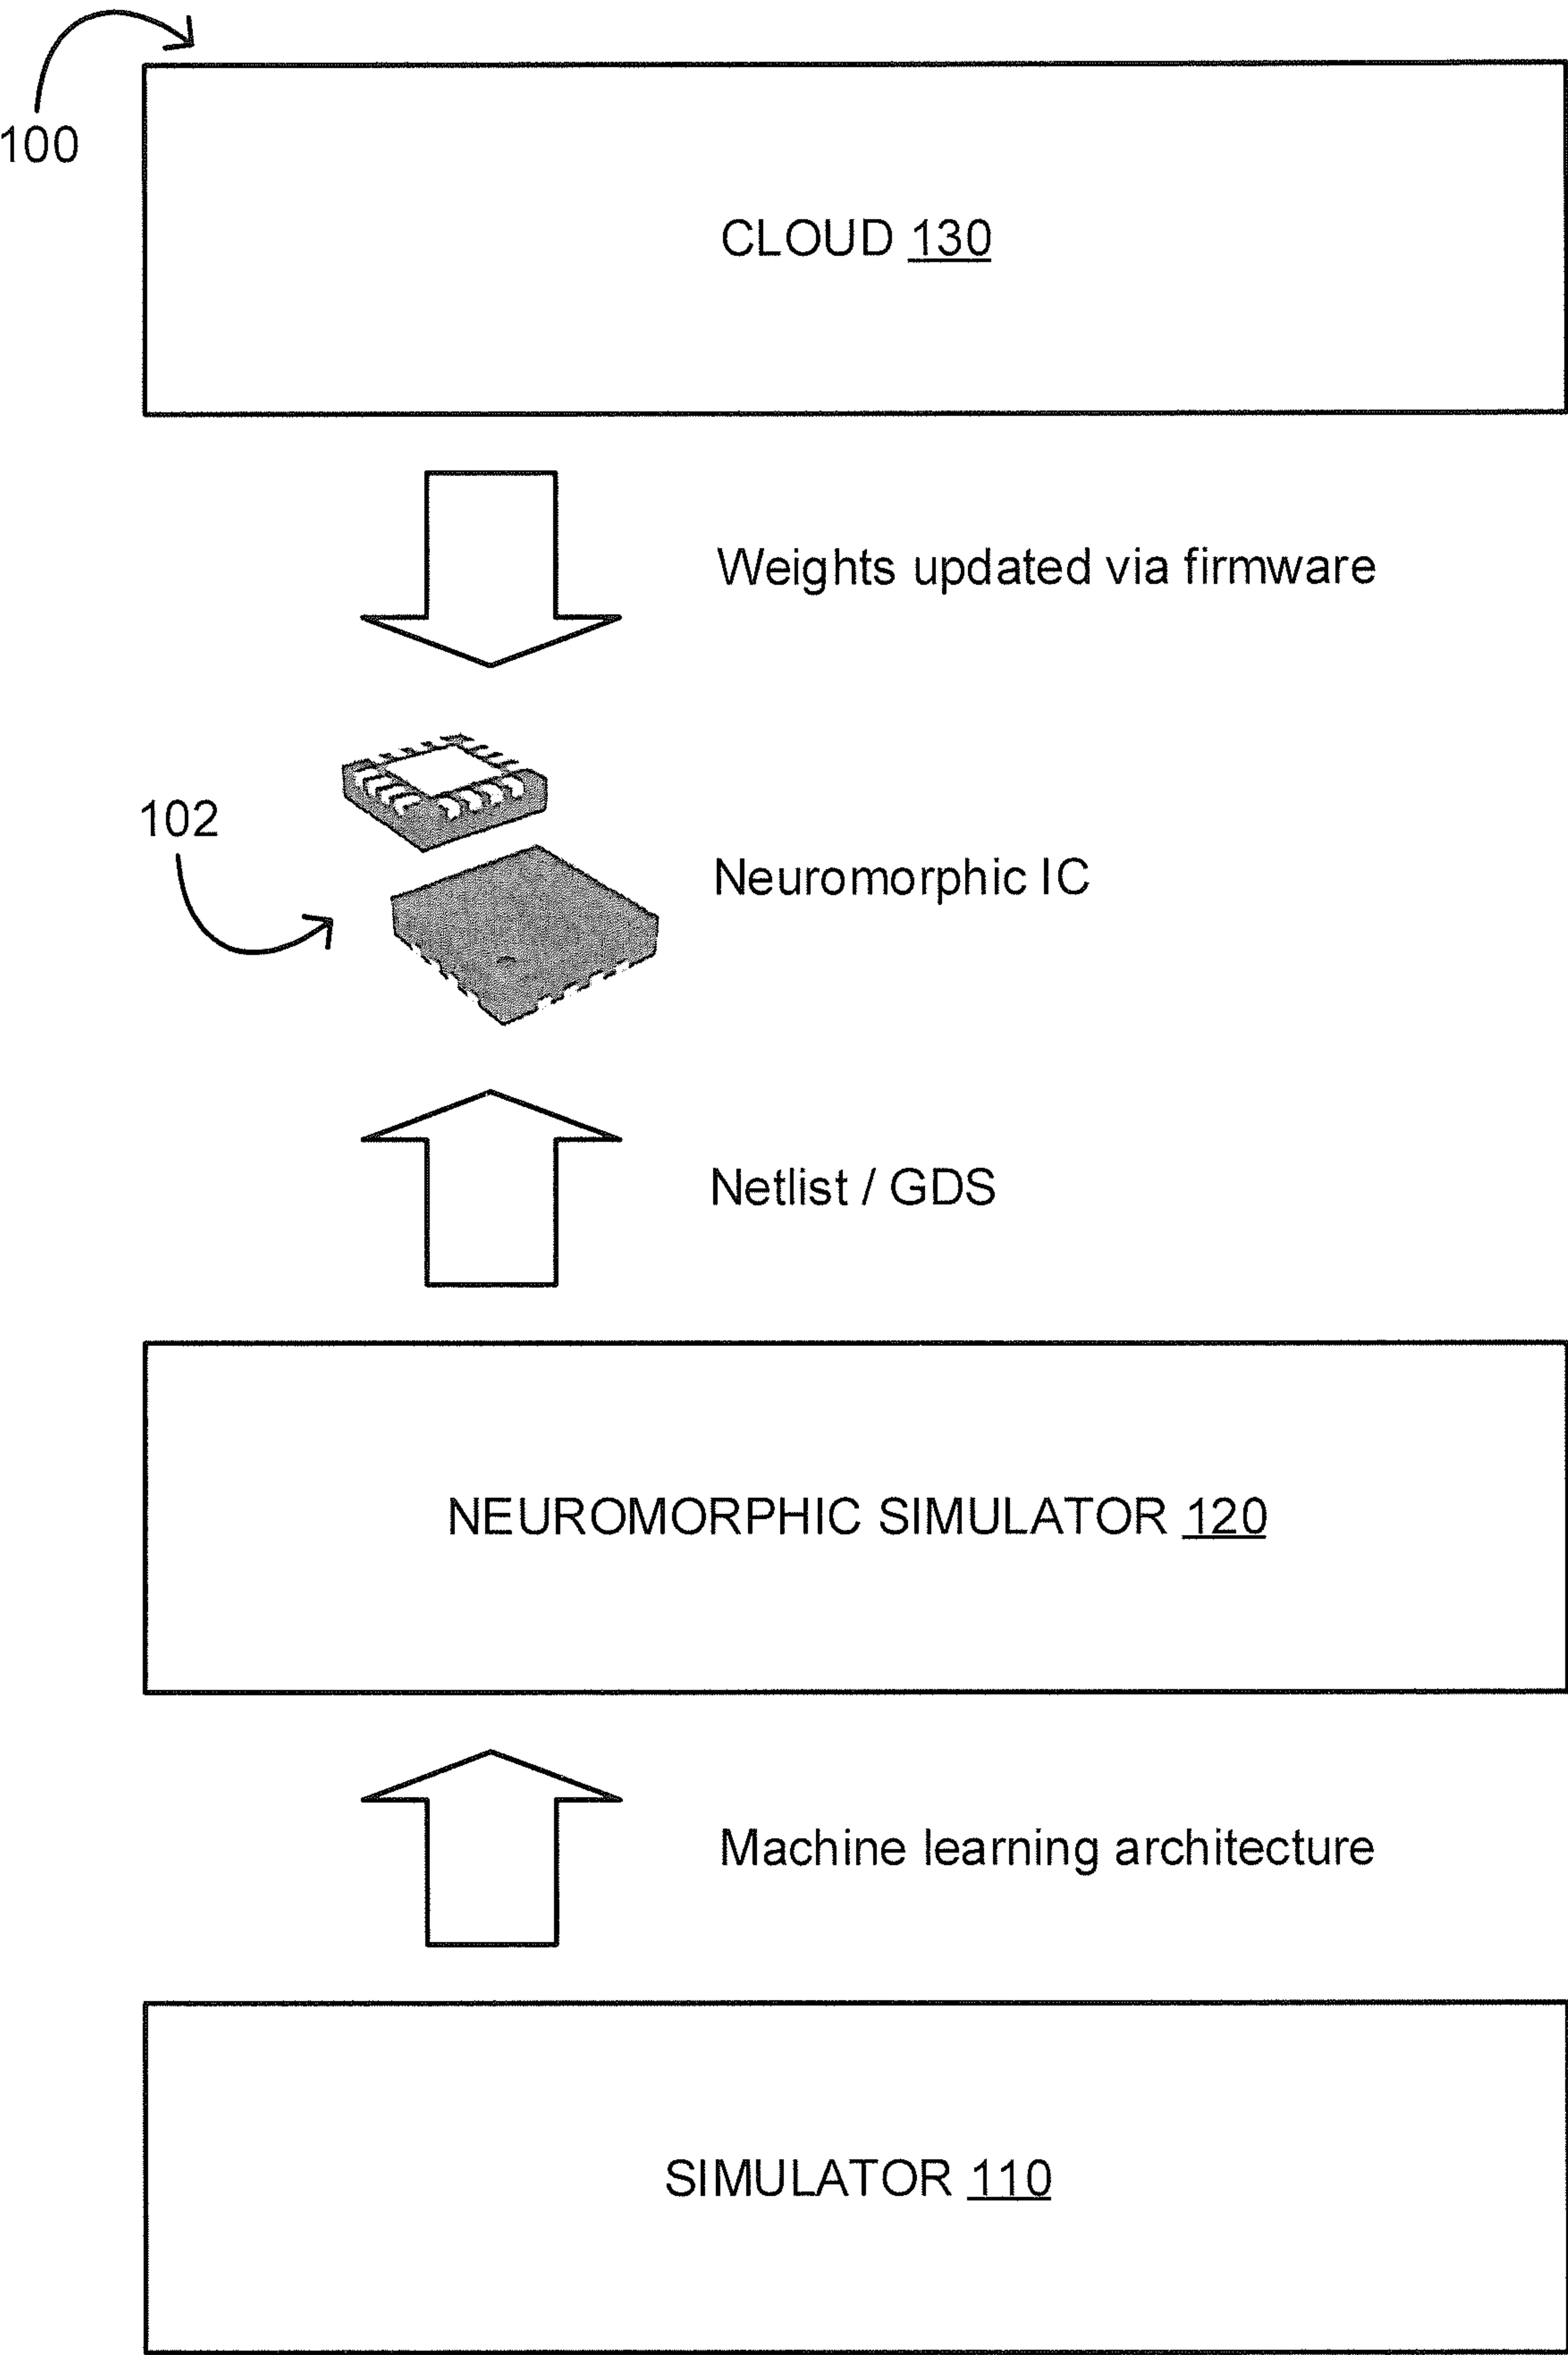 100
CLOUD 130
Weights updated via firmware
102
Neuromorphic IC
Netlist / GDS
NEUROMORPHIC SIMULATOR 120
Machine learning architecture
SIMULATOR 110